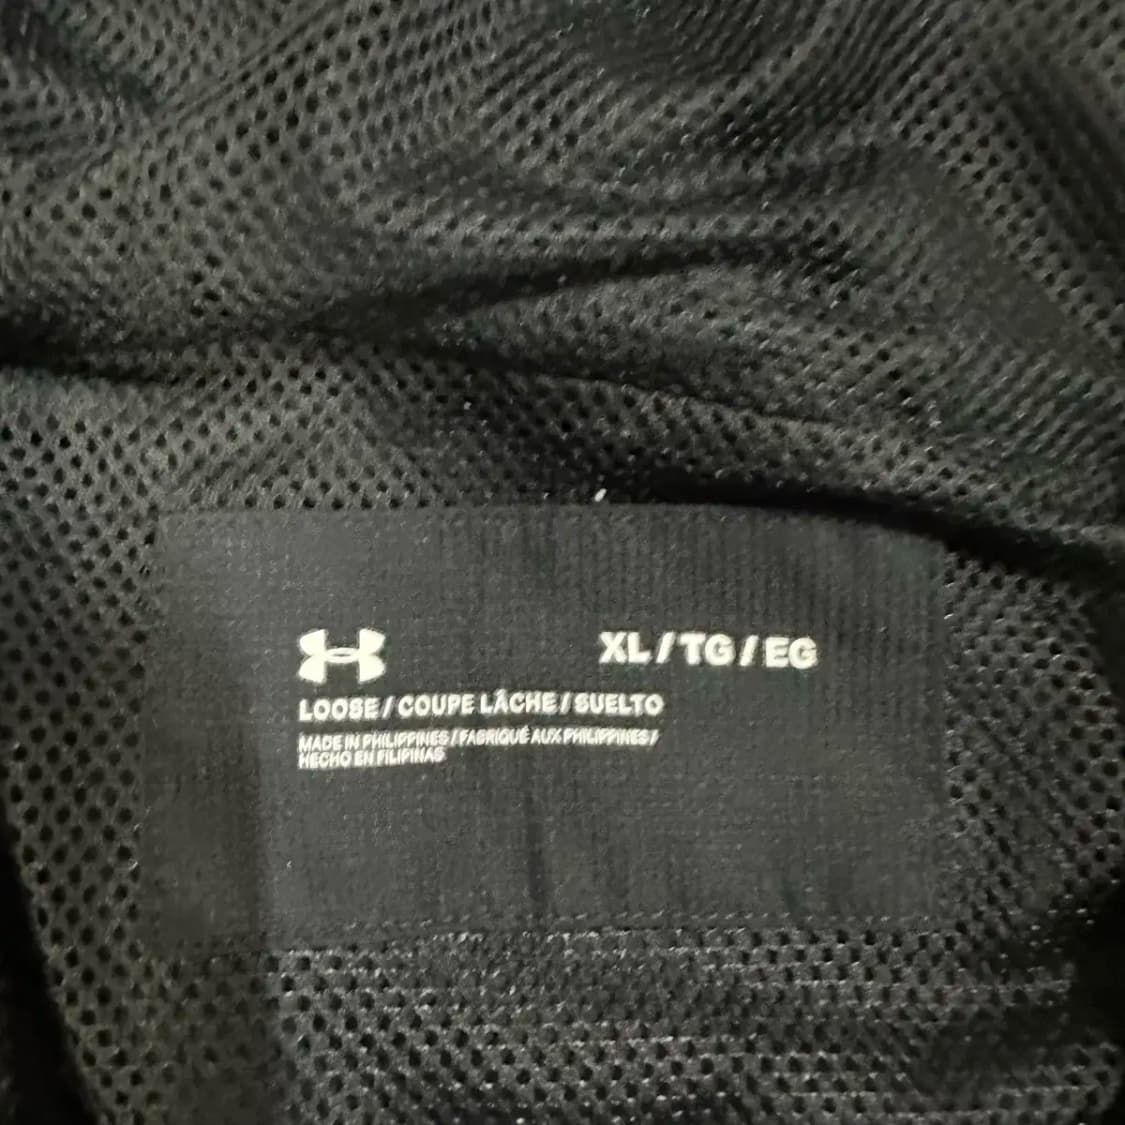 XL / TG / EG
LOOSE / COUPE LÂCHE / SUELTO
MADE IN PHILIPPINES / FABRIQUÉ AUX PHILIPPINES /
HECHO EN FILIPINAS